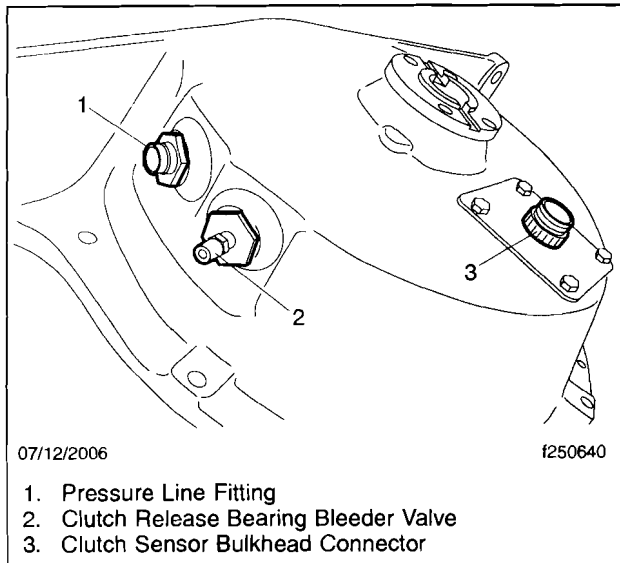 1
2
3
07/12/2006
f250640
1. Pressure Line Fitting
2. Clutch Release Bearing Bleeder Valve
3. Clutch Sensor Bulkhead Connector